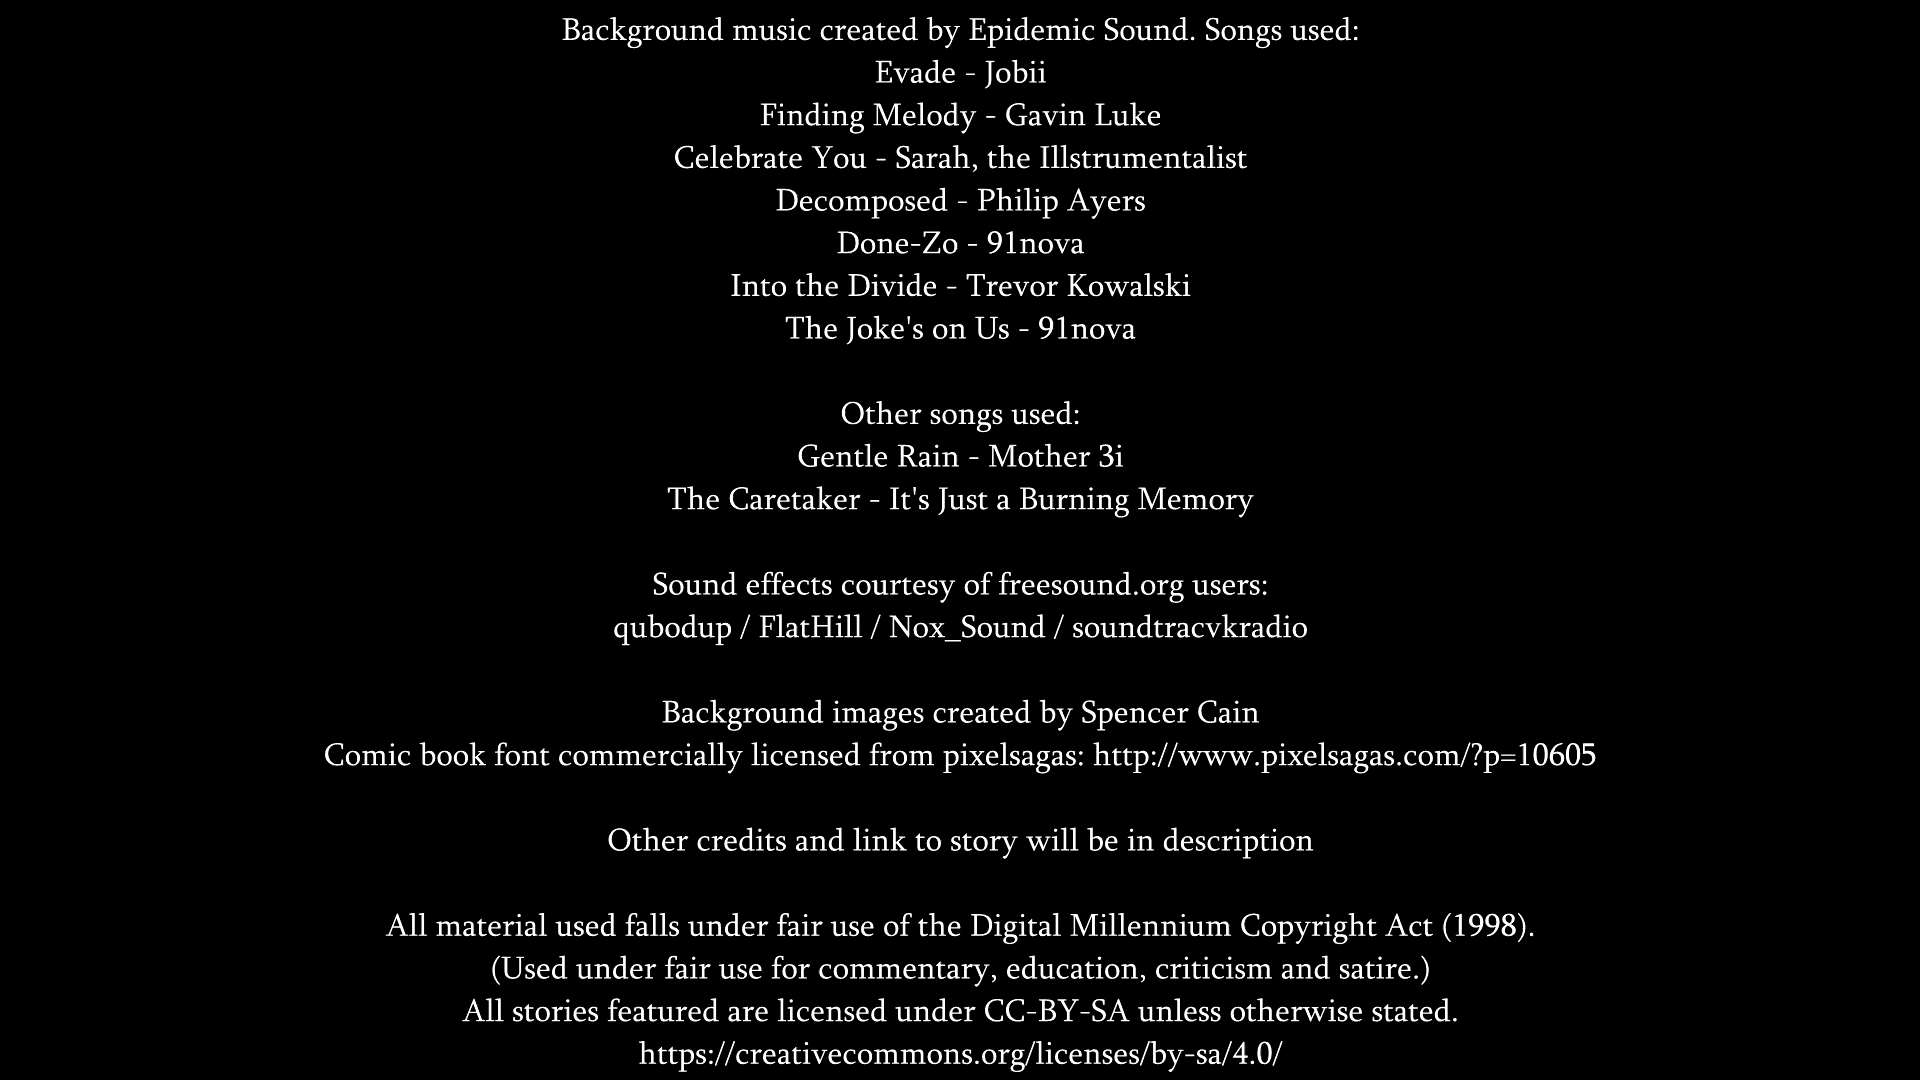 Background music created by Epidemic Sound. Songs used:
Evade - Jobii
Finding Melody - Gavin Luke
Celebrate You - Sarah, the Illstrumentalist
Decomposed - Philip Ayers
Done-Zo - 91nova
Into the Divide - Trevor Kowalski
The Joke's on Us - 91nova
Other songs used:
Gentle Rain - Mother 3i
The Caretaker - It's Just a Burning Memory
Sound effects courtesy of freesound.org users:
qubodup / FlatHill / Nox_Sound / soundtracvkradio
Background images created by Spencer Cain
Comic book font commercially licensed from pixelsagas: http://www.pixelsagas.com/?p=10605
Other credits and link to story will be in description
All material used falls under fair use of the Digital Millennium Copyright Act (1998).
(Used under fair use for commentary, education, criticism and satire.)
All stories featured are licensed under CC-BY-SA unless otherwise stated.
https://creativecommons.org/licenses/by-sa/4.0/